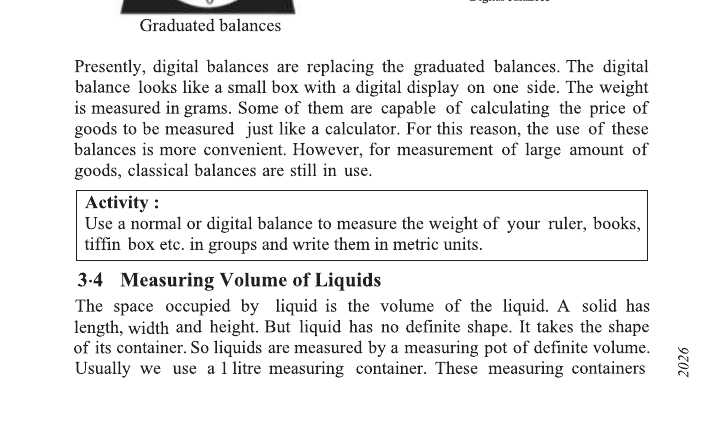 Graduated balances
Presently, digital balances are replacing the graduated balances. The digital
balance looks like a small box with a digital display on one side. The weight
is measured in grams. Some of them are capable of calculating the price of
goods to be measured just like a calculator. For this reason, the use of these
balances is more convenient. However, for measurement of large amount of
goods, classical balances are still in use.
Activity :
Use a normal or digital balance to measure the weight of your ruler, books,
tiffin box etc. in groups and write them in metric units.
3·4 Measuring Volume of Liquids
The space occupied by liquid is the volume of the liquid. A solid has
length, width and height. But liquid has no definite shape. It takes the shape
of its container. So liquids are measured by a measuring pot of definite volume.
Usually we use a 1 litre measuring container. These measuring containers
2026